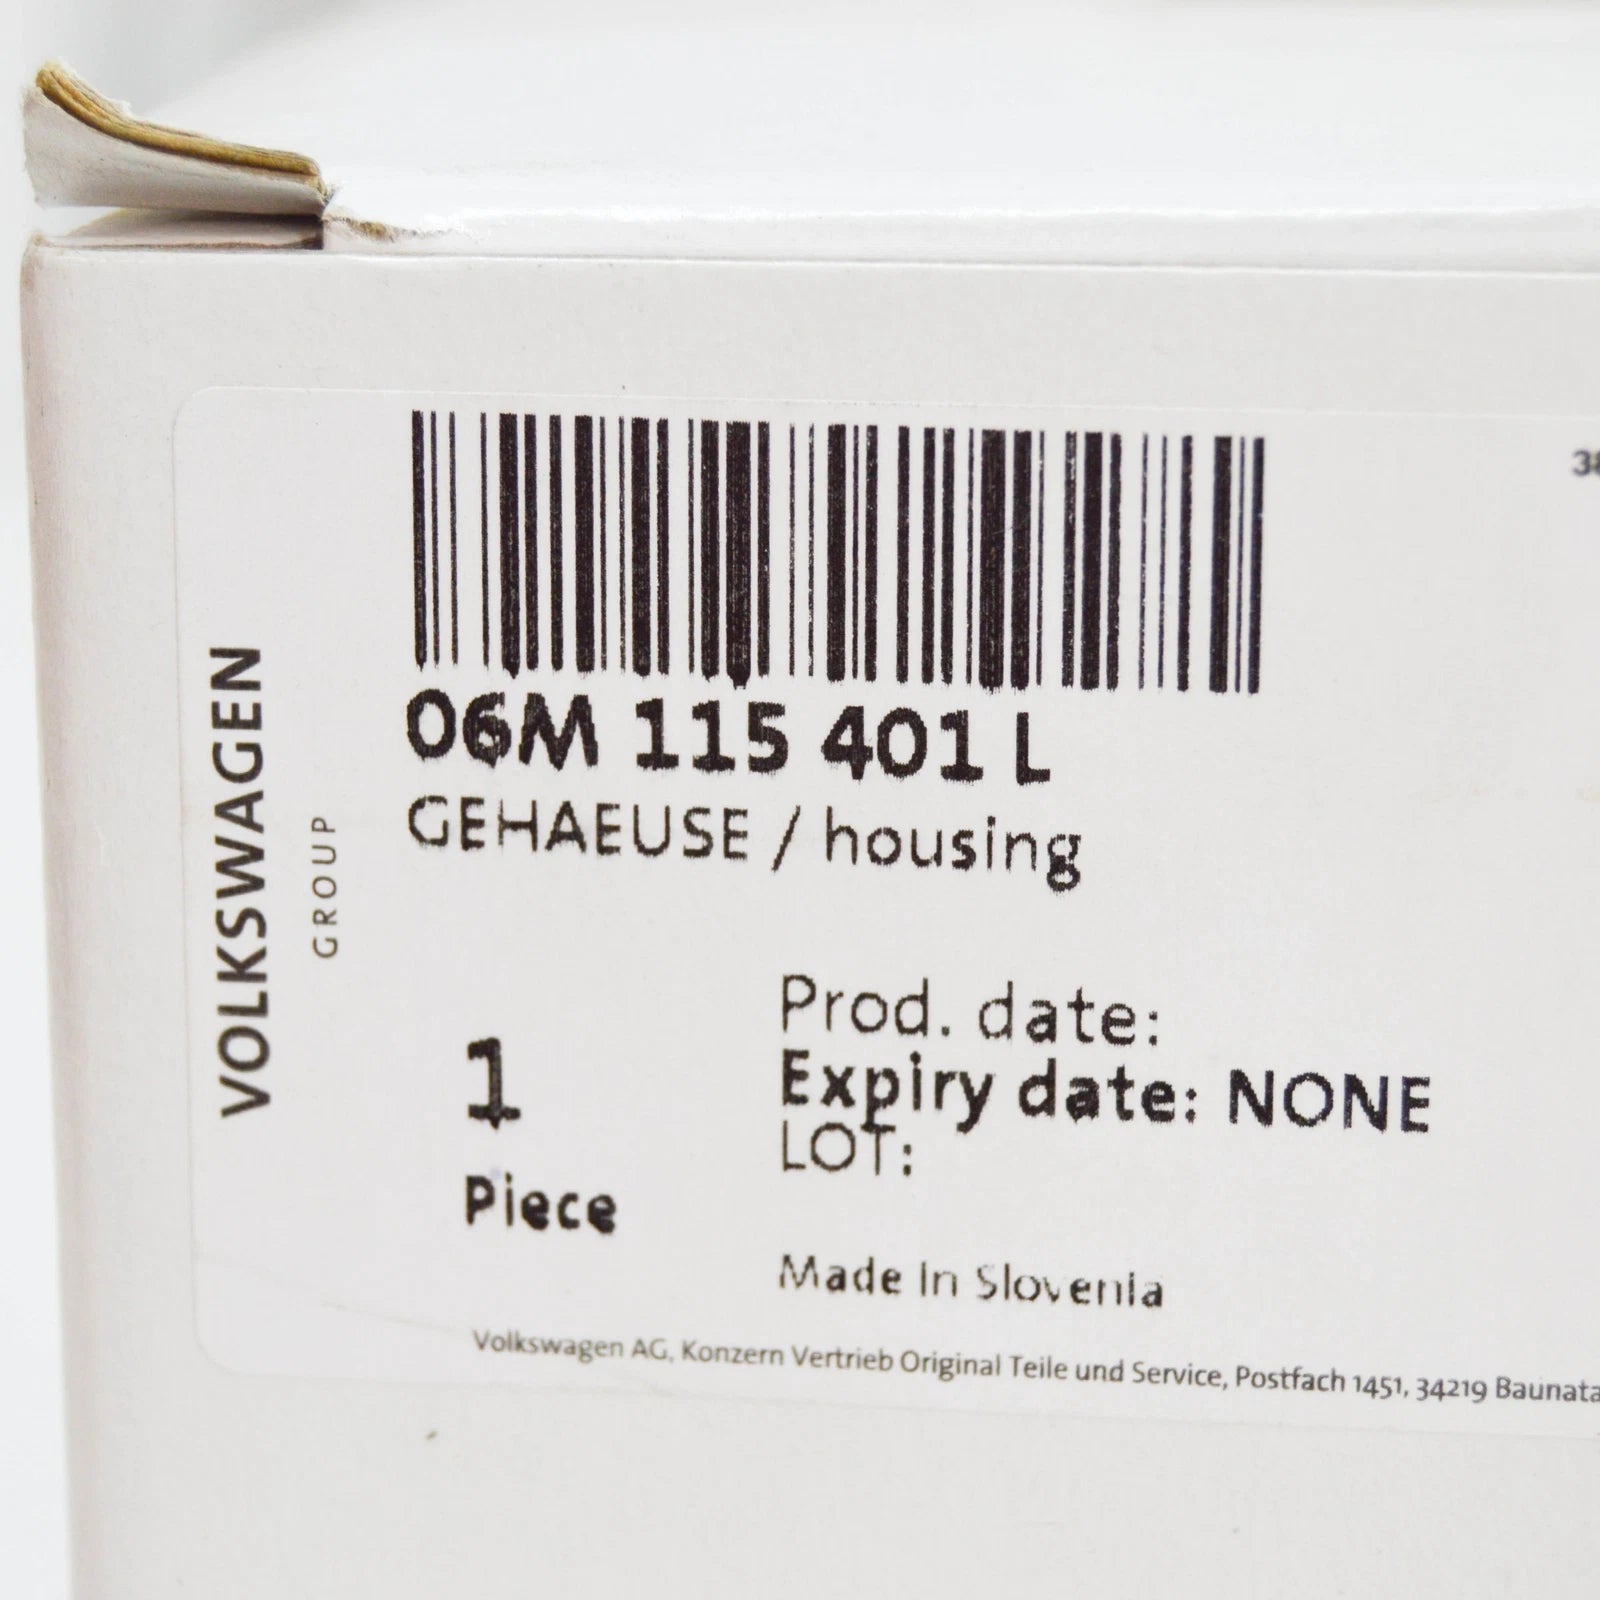 38
06M 115 401 L
GEHAEUSE / housing
VOLKSWAGEN
GROUP
1
Piece
Prod. date:
Expiry date: NONE
LOT:
Made In Slovenia
Volkswagen AG, Konzern Vertrieb Original Teile und Service, Postfach 1451, 34219 Baunata